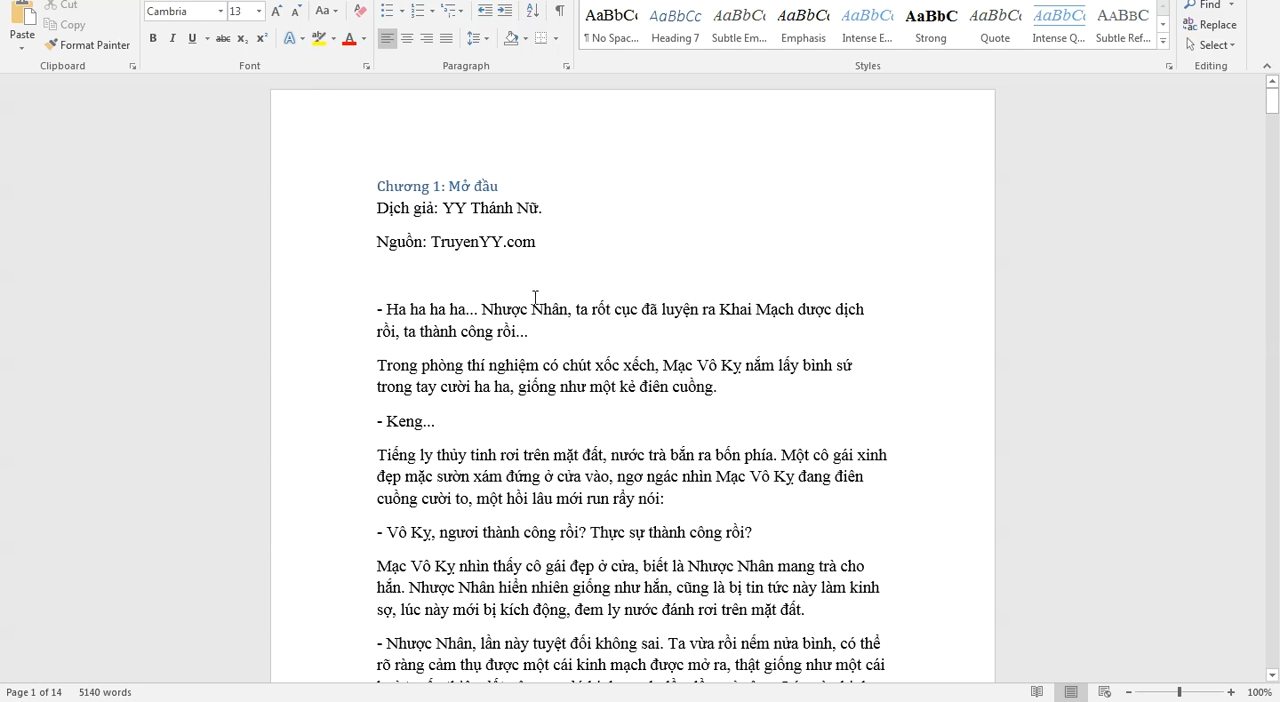 Cut
Find
Cambria 13 Aa
AaBbCc AaBbCc AaBbCc AaBbCc AaBbCc AaBbC AaBbCc AaBbCc AABBC
Copy
Replace
Paste
Format Painter
B I U abc x₂ x² A A
¶ No Spac... Heading 7 Subtle Em... Emphasis Intense E... Strong Quote Intense Q... Subtle Ref...
Select
Clipboard Font Paragraph Styles Editing
Chương 1: Mở đầu
Dịch giả: YY Thánh Nữ.
Nguồn: TruyenYY.com
- Ha ha ha ha... Nhược Nhân, ta rốt cục đã luyện ra Khai Mạch dược dịch
rồi, ta thành công rồi...
Trong phòng thí nghiệm có chút xốc xếch, Mạc Vô Kỵ nắm lấy bình sứ
trong tay cười ha ha, giống như một kẻ điên cuồng.
- Keng...
Tiếng ly thủy tinh rơi trên mặt đất, nước trà bắn ra bốn phía. Một cô gái xinh
đẹp mặc sườn xám đứng ở cửa vào, ngơ ngác nhìn Mạc Vô Kỵ đang điên
cuồng cười to, một hồi lâu mới run rẩy nói:
- Vô Kỵ, ngươi thành công rồi? Thực sự thành công rồi?
Mạc Vô Kỵ nhìn thấy cô gái đẹp ở cửa, biết là Nhược Nhân mang trà cho
hắn. Nhược Nhân hiển nhiên giống như hắn, cũng là bị tin tức này làm kinh
sợ, lúc này mới bị kích động, đem ly nước đánh rơi trên mặt đất.
- Nhược Nhân, lần này tuyệt đối không sai. Ta vừa rồi nếm nửa bình, có thể
rõ ràng cảm thụ được một cái kinh mạch được mở ra, thật giống như một cái
Page 1 of 14 5140 words 100%